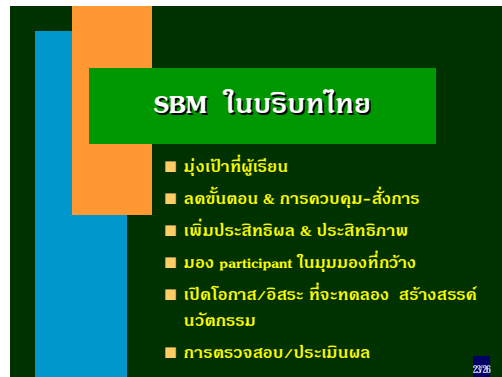 SBM ในบริบทไทย
■ มุ่งเป้าที่ผู้เรียน
■ ลดขั้นตอน & การควบคุม-สั่งการ
■ เพิ่มประสิทธิผล & ประสิทธิภาพ
■ มอง participant ในมุมมองที่กว้าง
■ เปิดโอกาส/อิสระ ที่จะทดลอง สร้างสรรค์
นวัตกรรม
■ การตรวจสอบ/ประเมินผล
23/26